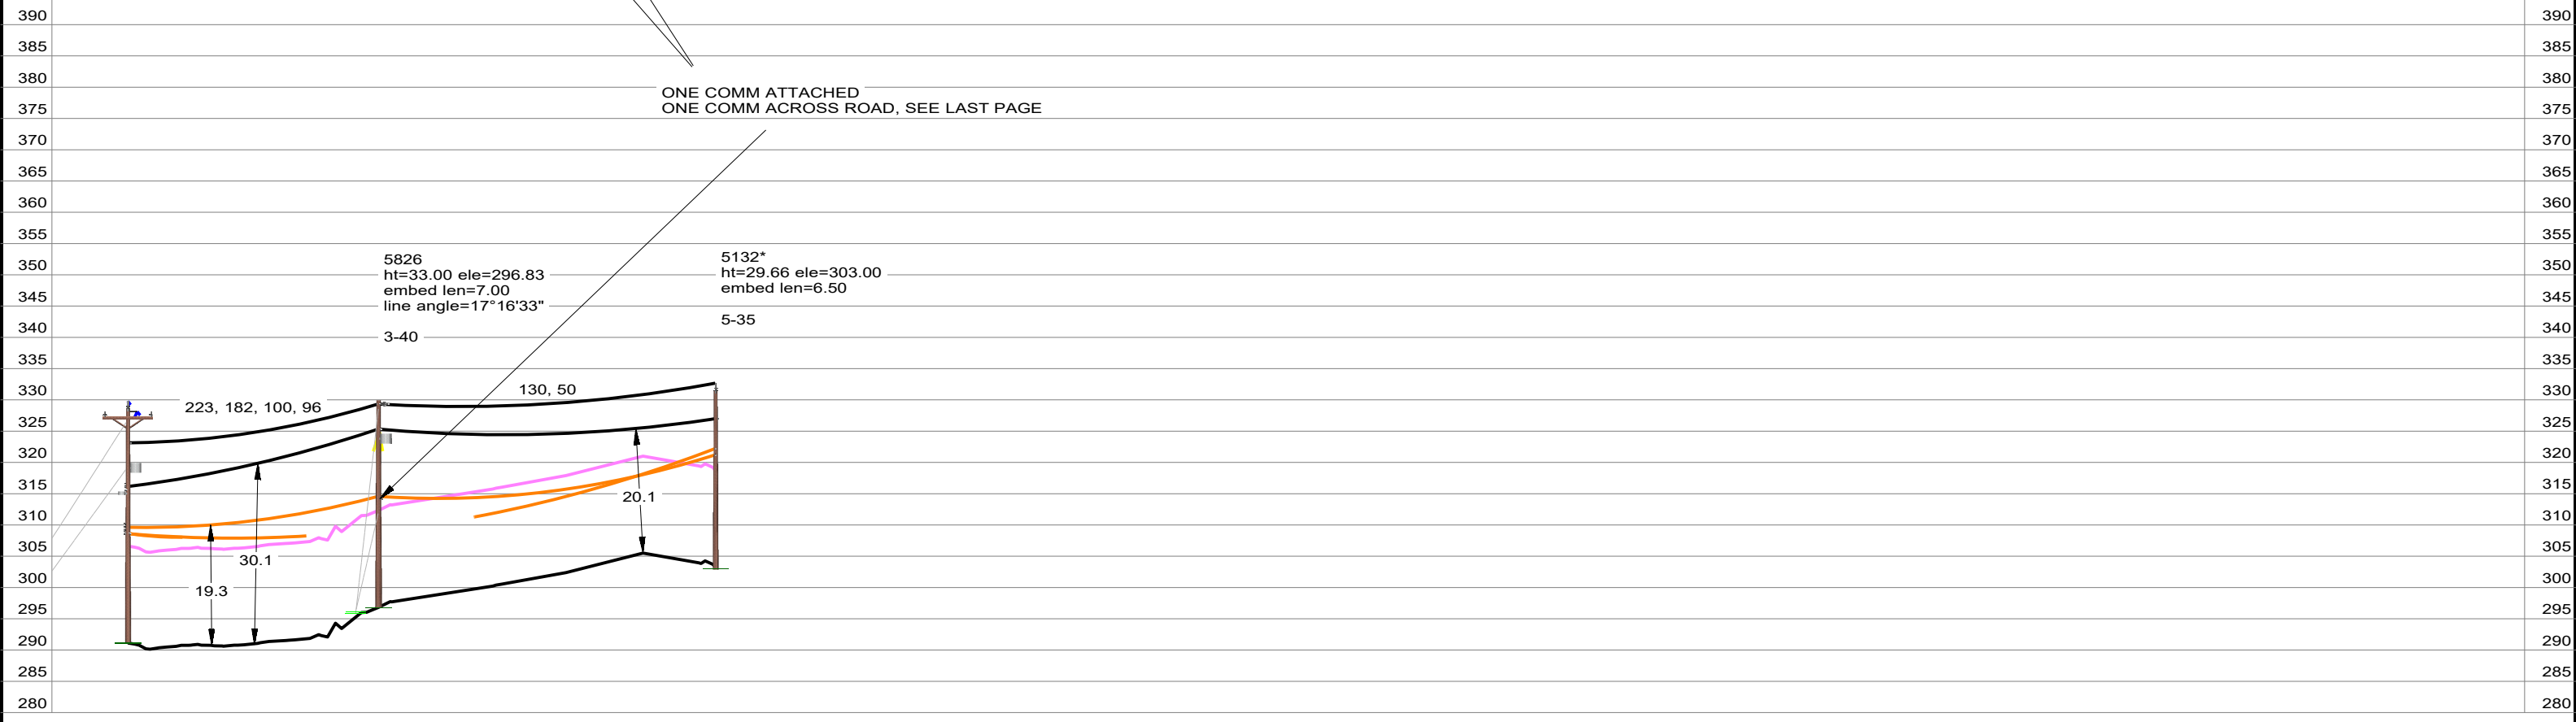 390 390
385 385
380 380
ONE COMM ATTACHED
375 ONE COMM ACROSS ROAD, SEE LAST PAGE 375
370 370
365 365
360 360
355 355
5826
ht=33.00 ele=296.83
embed len=7.00
line angle=17°16'33"
3-40
5132*
ht=29.66 ele=303.00
embed len=6.50
5-35
350 350
345 345
340 340
335 335
330 330
223, 182, 100, 96
130, 50
325 325
320 320
315 20.1 315
310 310
305 305
30.1
300 19.3 300
295 295
290 290
285 285
280 280